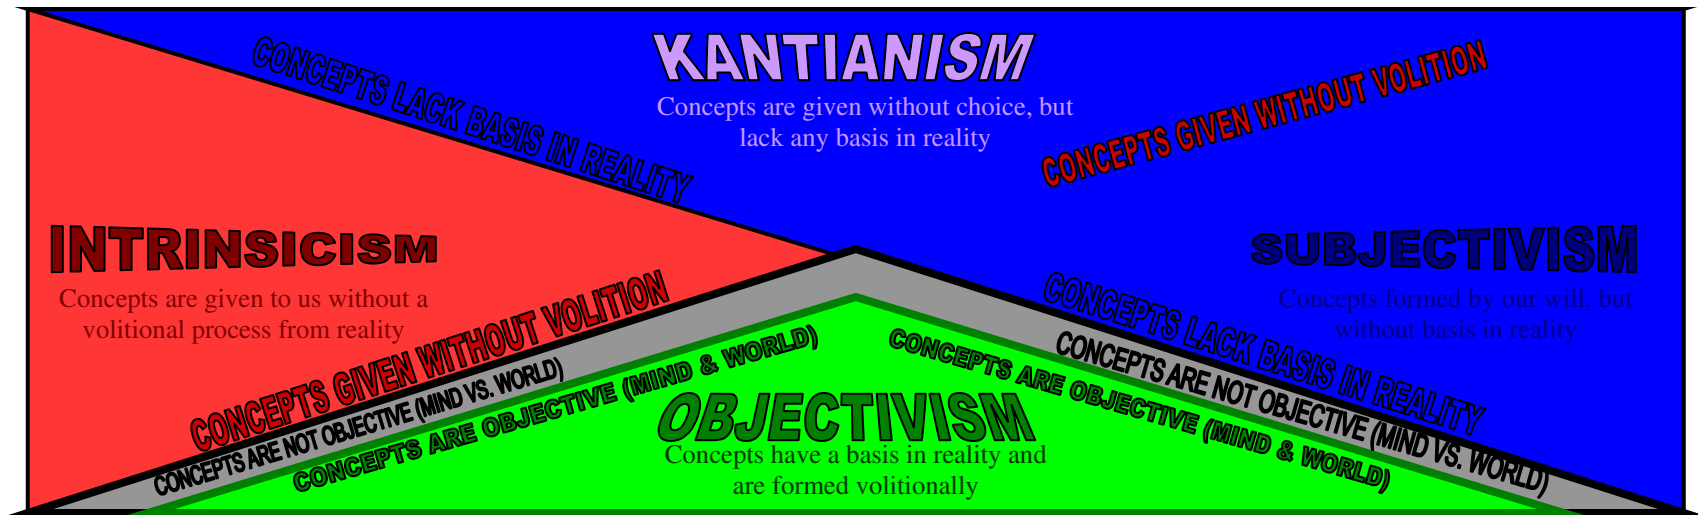 KANTIANISM
Concepts are given without choice, but
lack any basis in reality
CONCEPTS LACK BASIS IN REALITY
CONCEPTS GIVEN WITHOUT VOLITION
INTRINSICISM
Concepts are given to us without a
volitional process from reality
SUBJECTIVISM
Concepts formed by our will, but
without basis in reality
CONCEPTS GIVEN WITHOUT VOLITION
CONCEPTS LACK BASIS IN REALITY
CONCEPTS ARE NOT OBJECTIVE (MIND VS. WORLD)
CONCEPTS ARE NOT OBJECTIVE (MIND VS. WORLD)
CONCEPTS ARE OBJECTIVE (MIND & WORLD)
CONCEPTS ARE OBJECTIVE (MIND & WORLD)
OBJECTIVISM
Concepts have a basis in reality and
are formed volitionally